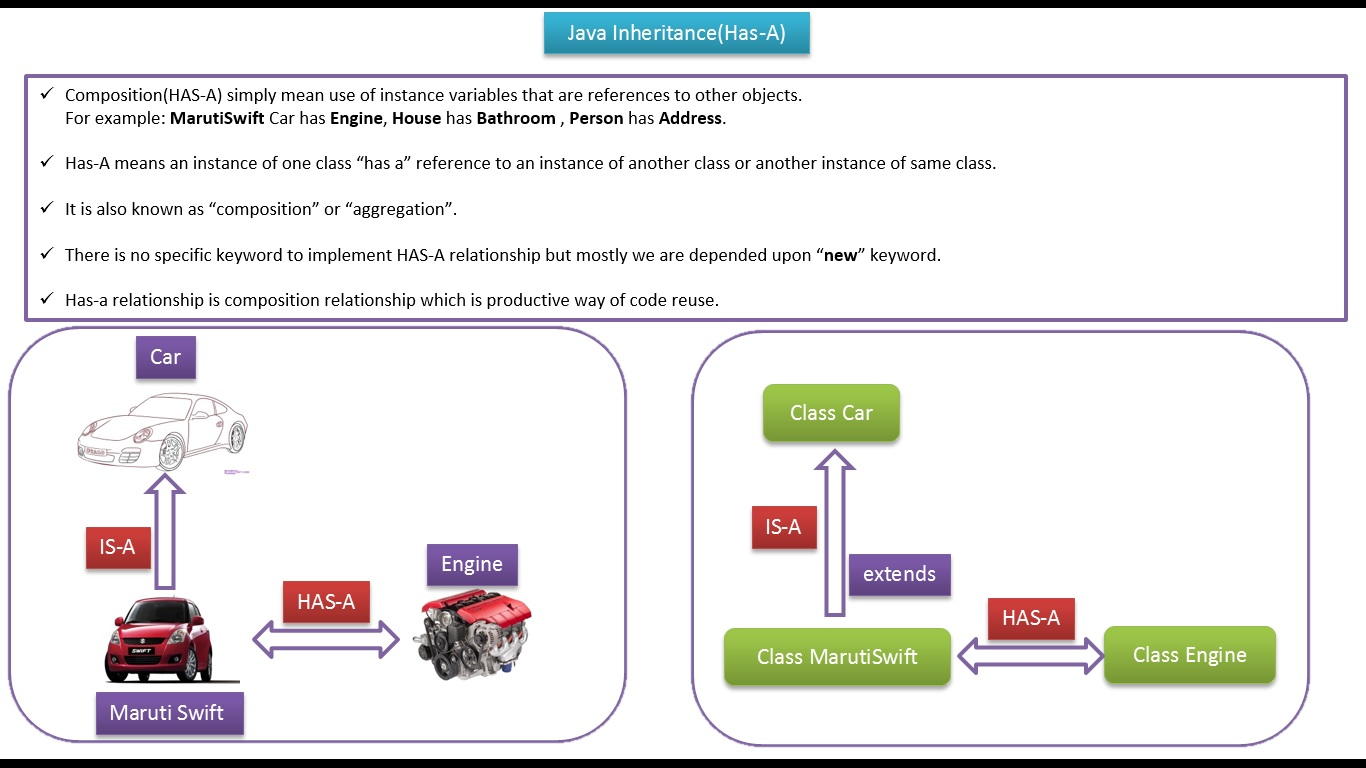 Java Inheritance(Has-A)
✓ Composition(HAS-A) simply mean use of instance variables that are references to other objects.
For example: MarutiSwift Car has Engine, House has Bathroom , Person has Address.
✓ Has-A means an instance of one class “has a” reference to an instance of another class or another instance of same class.
✓ It is also known as “composition” or “aggregation”.
✓ There is no specific keyword to implement HAS-A relationship but mostly we are depended upon “new” keyword.
✓ Has-a relationship is composition relationship which is productive way of code reuse.
Car
IS-A
Engine
HAS-A
SWIFT
Maruti Swift
Class Car
IS-A
extends
HAS-A
Class MarutiSwift
Class Engine